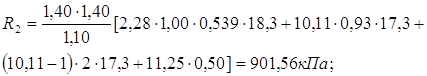 R₂ = (1,40·1,40)/1,10 [2,28·1,00·0,539·18,3+10,11·0,93·17,3+
(10,11−1)·2·17,3+11,25·0,50] = 901,56кПа;